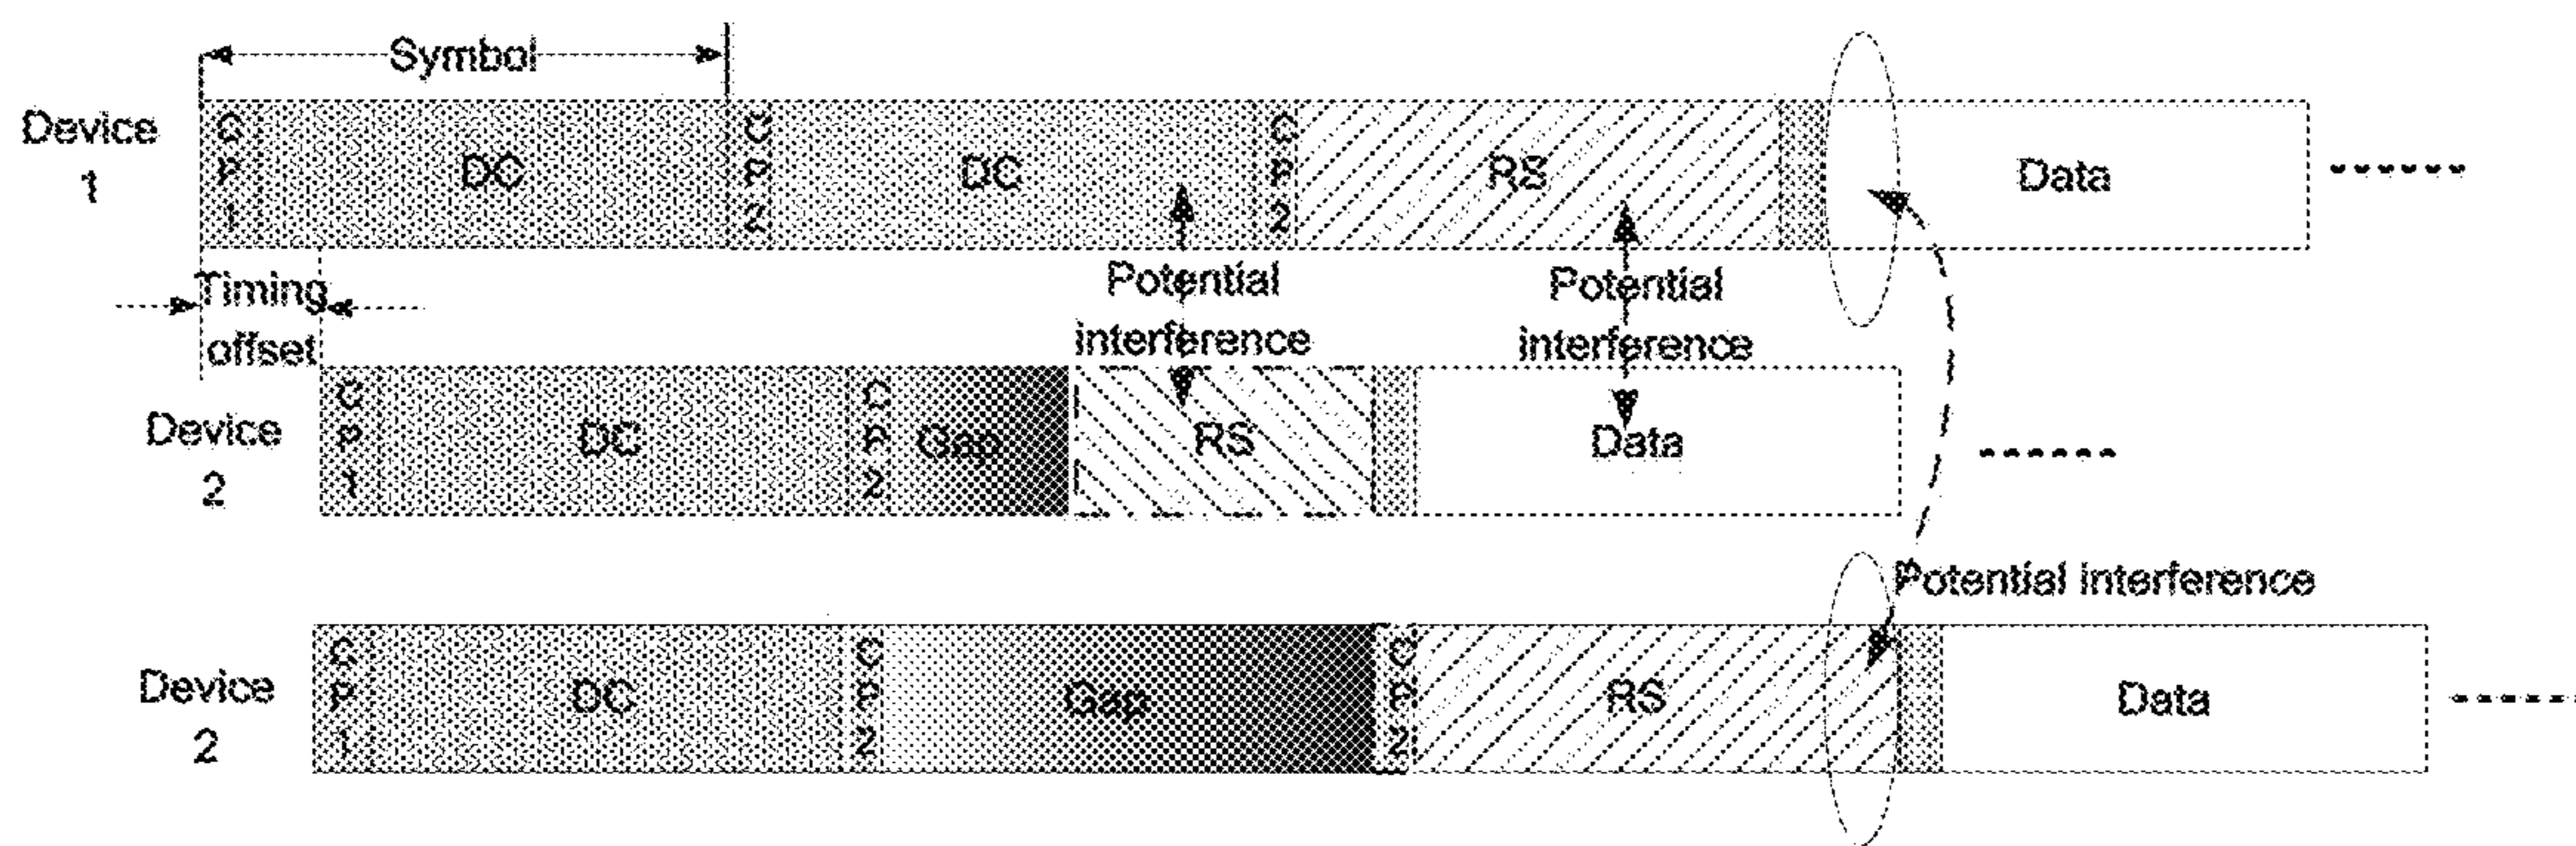 Symbol
Device
1
C
P
1
DC
C
P
2
DC
C
P
2
RS
Data
Timing
offset
Potential
interference
Potential
interference
Device
2
C
P
1
DC
C
P
2
Gap
RS
Data
Potential interference
Device
2
C
P
1
DC
C
P
2
Gap
C
P
2
RS
Data